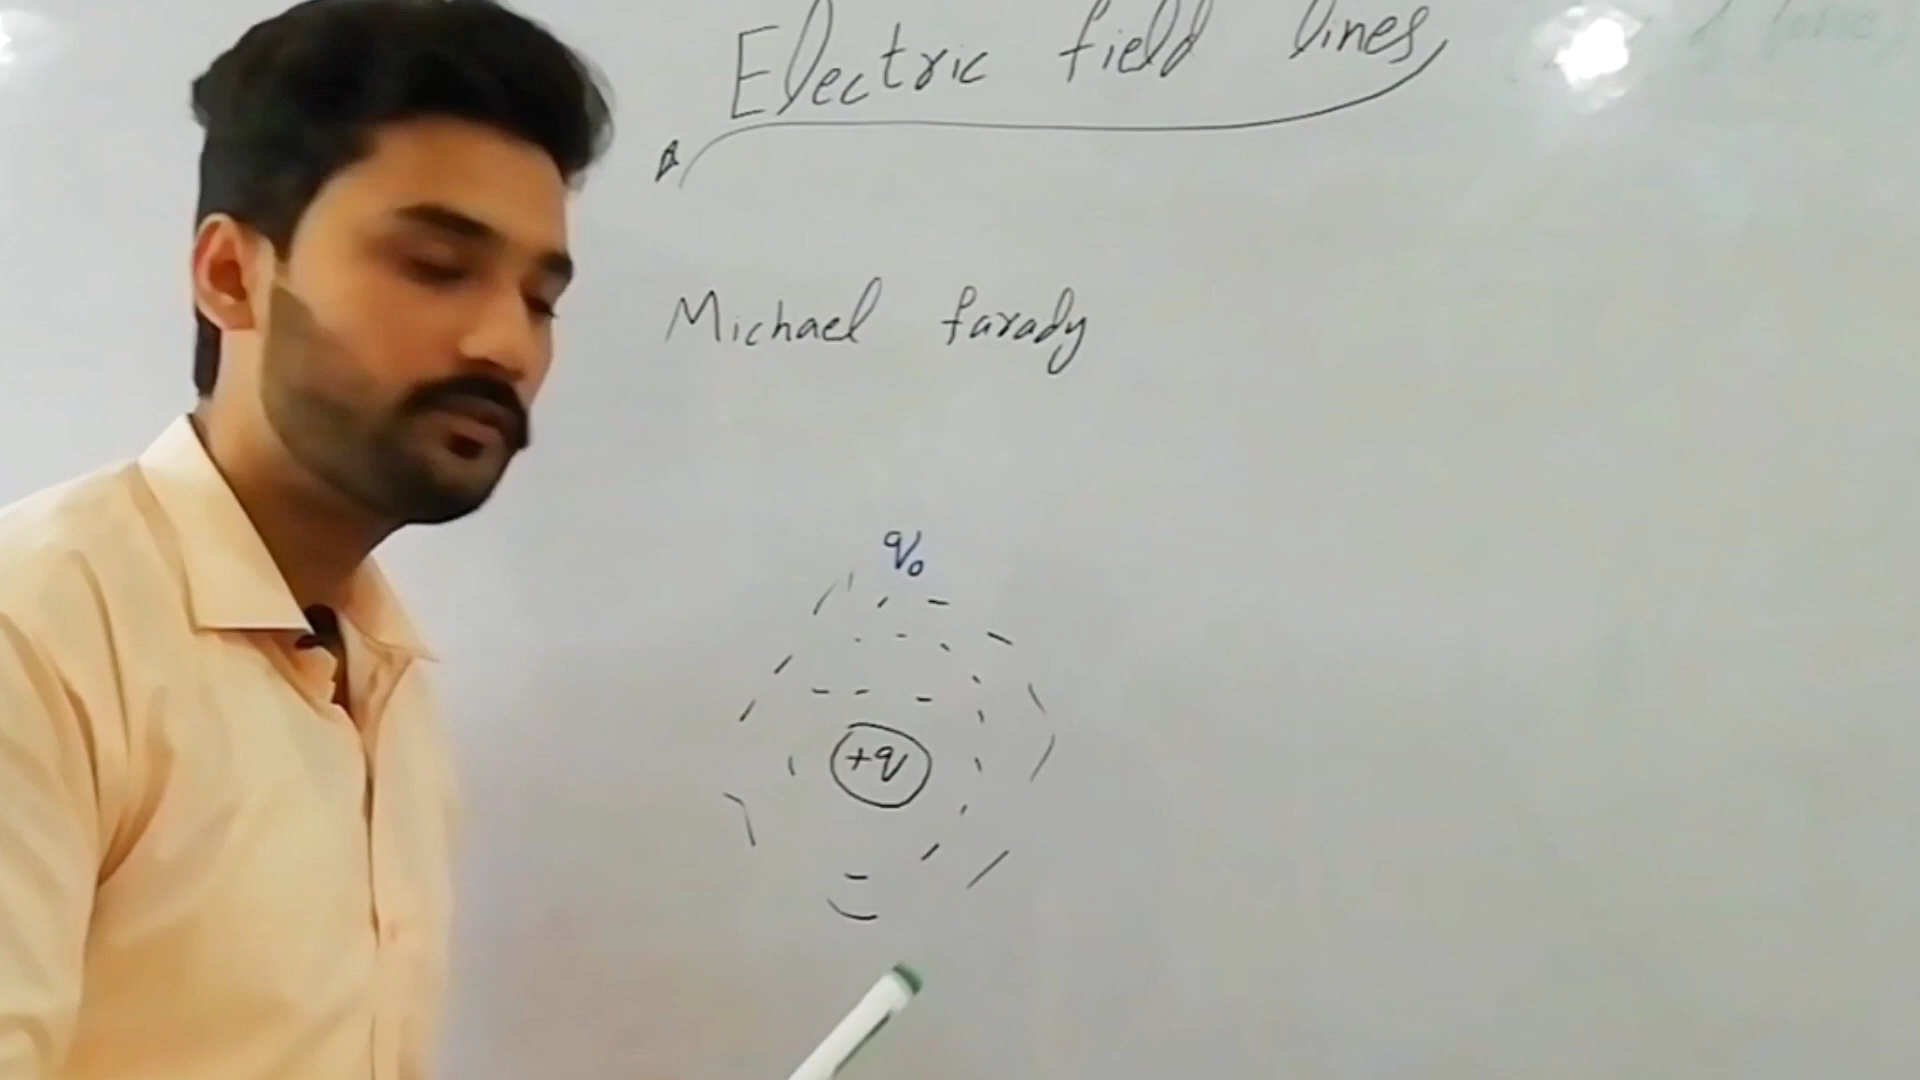 Electric field lines
Michael farady
q₀
+q